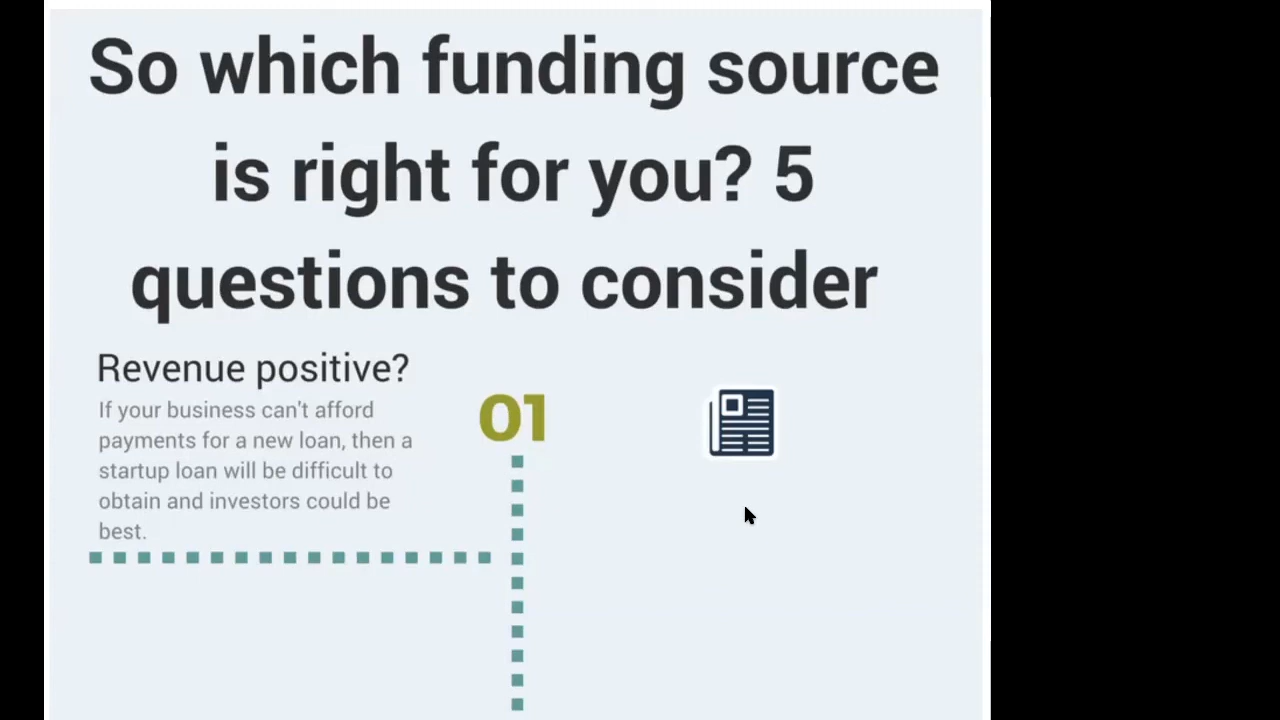 So which funding source
is right for you? 5
questions to consider
Revenue positive?
If your business can't afford
payments for a new loan, then a
startup loan will be difficult to
obtain and investors could be
best.
01